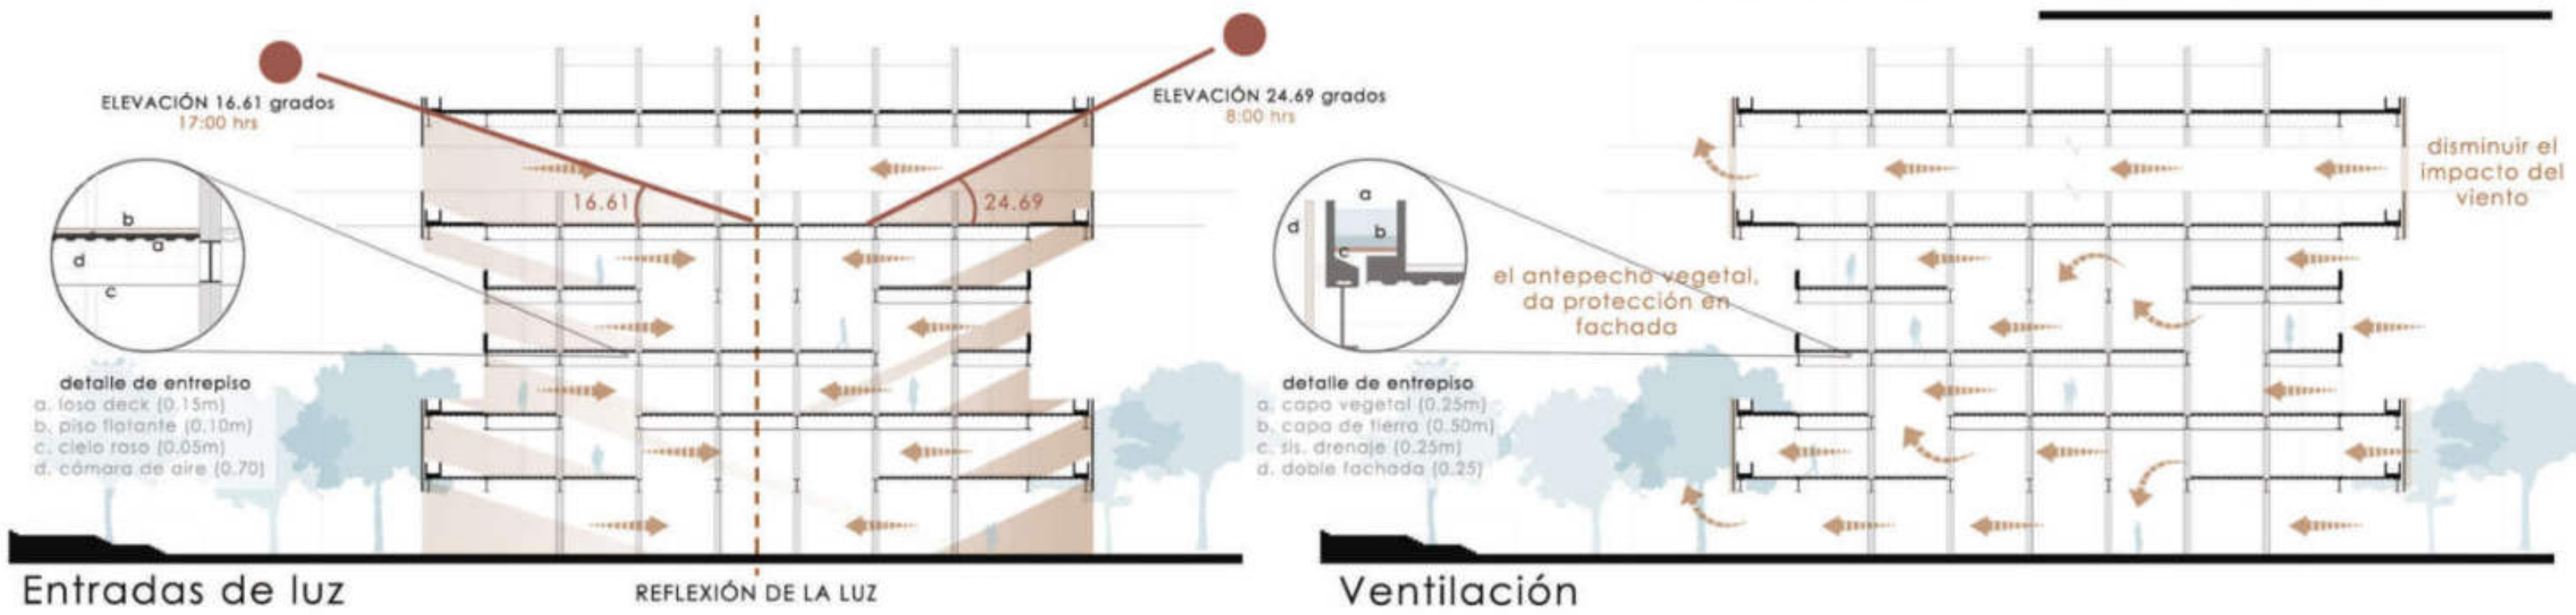 ELEVACIÓN 16.61 grados
17:00 hrs
ELEVACIÓN 24.69 grados
8:00 hrs
16.61
24.69
b
a
d
c
detalle de entrepiso
a. losa deck (0.15m)
b. piso flotante (0.10m)
c. cielo raso (0.05m)
d. cámara de aire (0.70)
Entradas de luz
REFLEXIÓN DE LA LUZ
disminuir el
impacto del
viento
a
d
b
c
el antepecho vegetal,
da protección en
fachada
detalle de entrepiso
a. capa vegetal (0.25m)
b. capa de tierra (0.50m)
c. sis. drenaje (0.25m)
d. doble fachada (0.25)
Ventilación